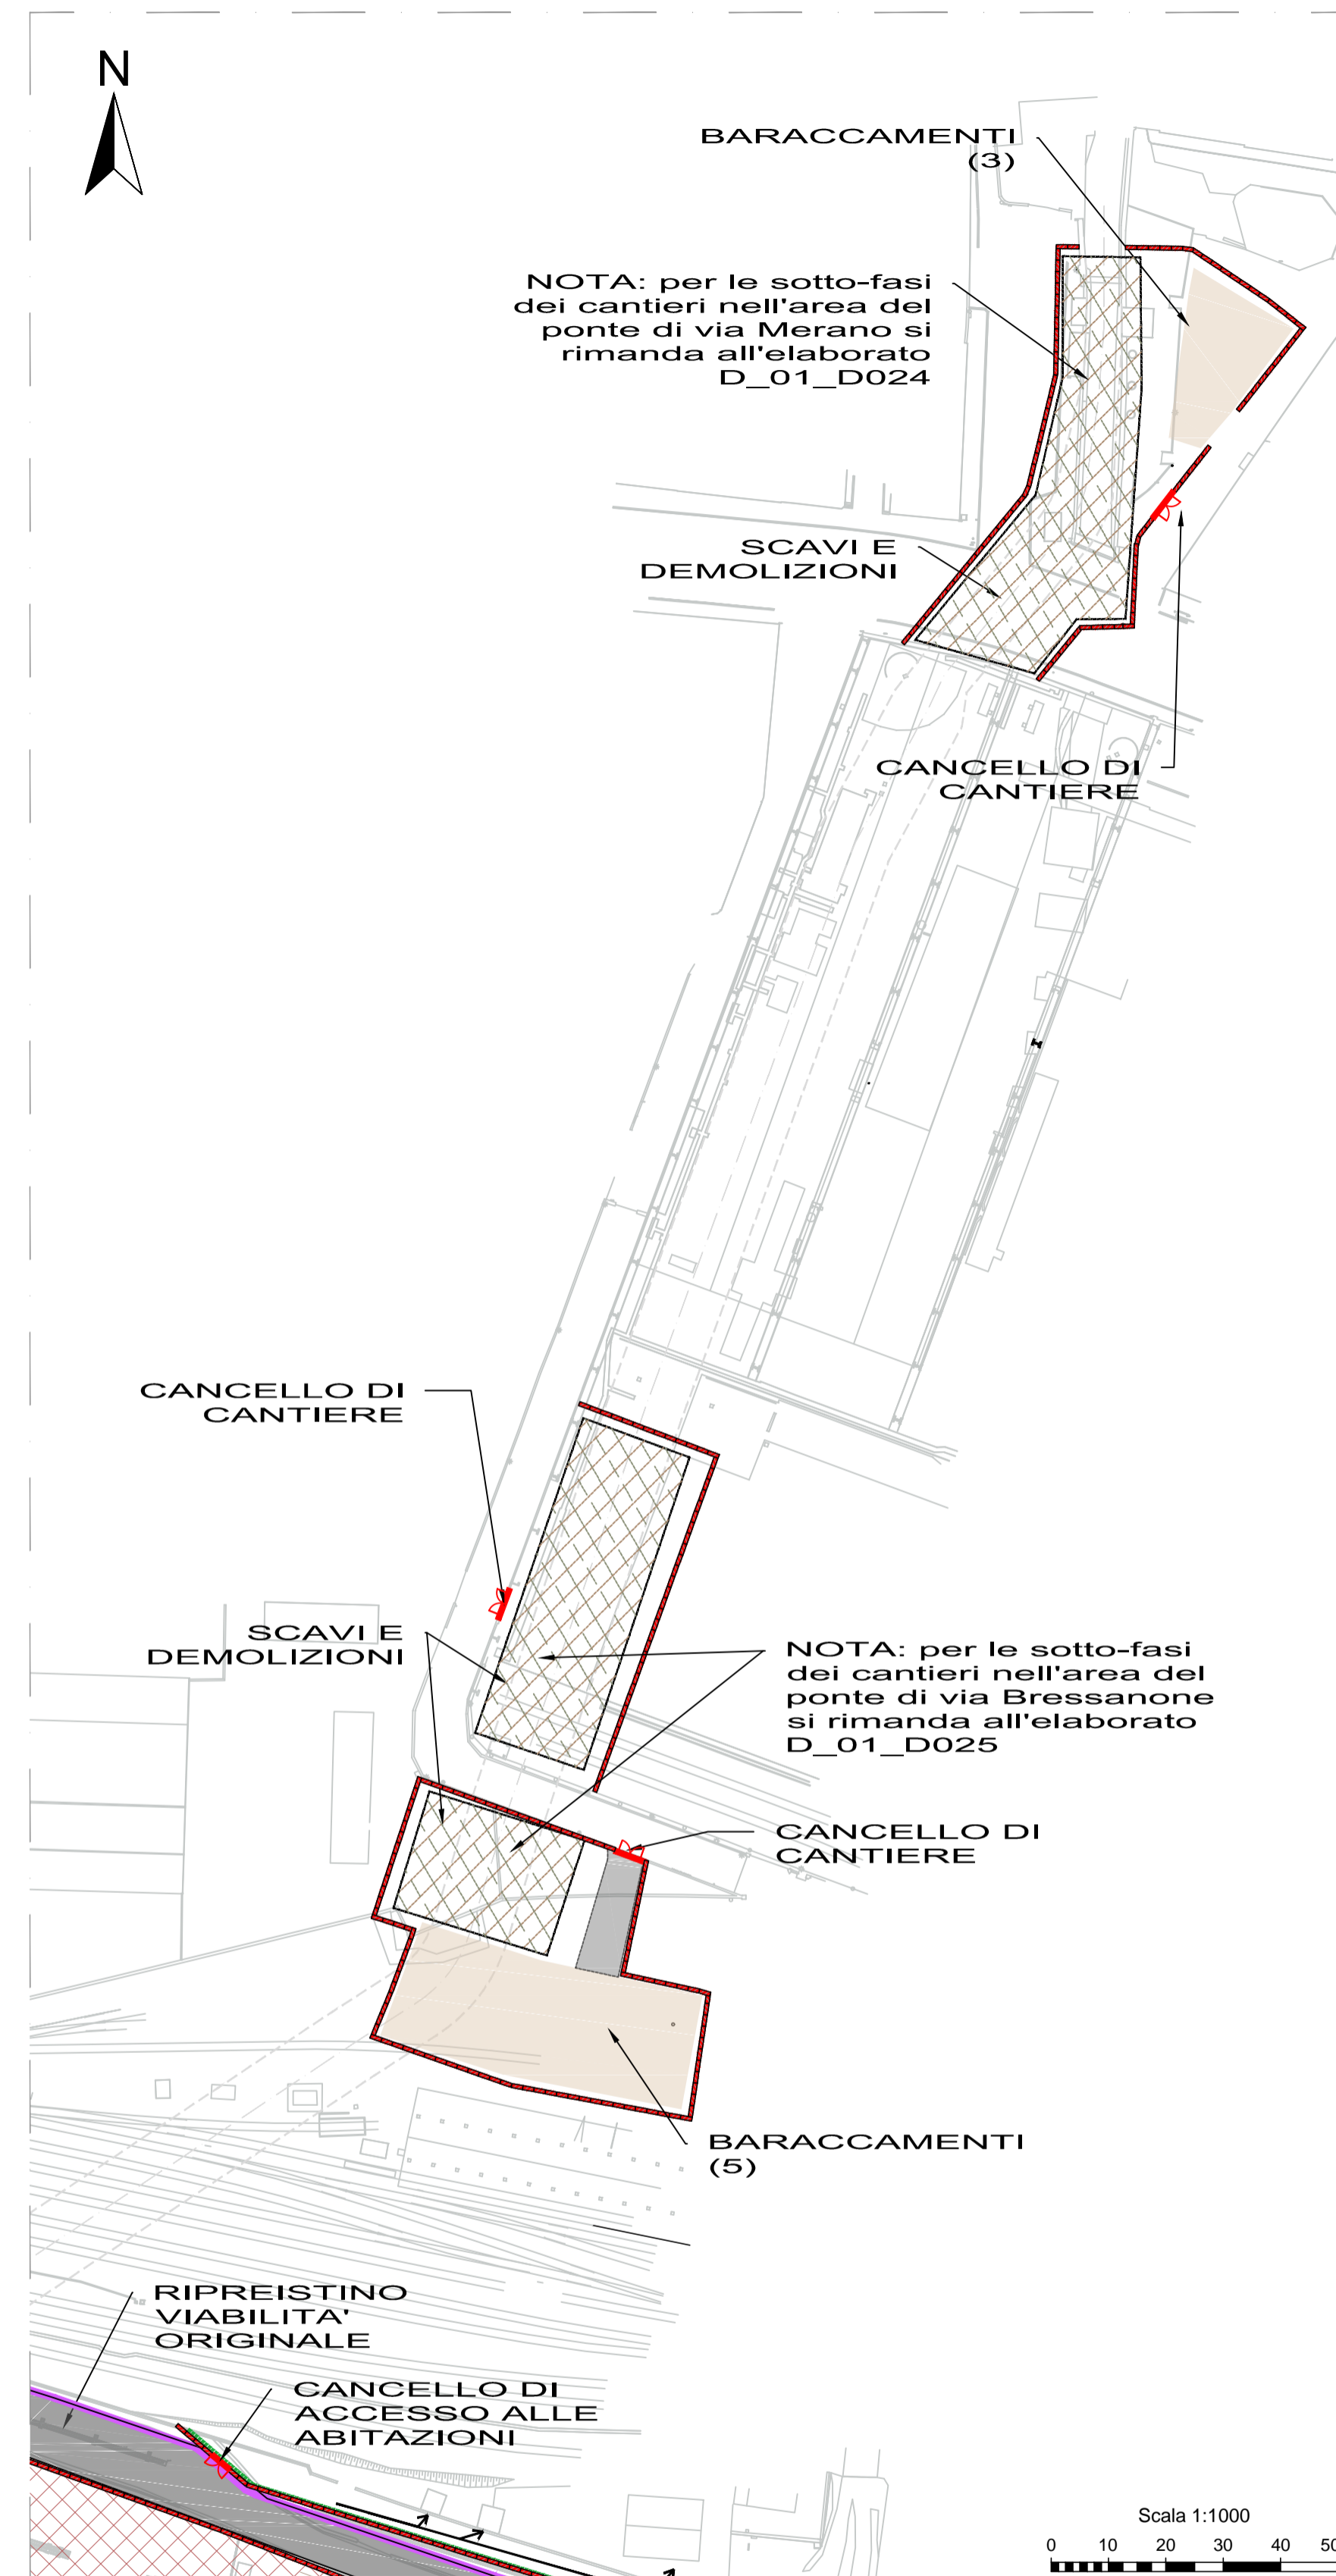 N
BARACCAMENTI
(3)
NOTA: per le sotto-fasi
dei cantieri nell'area del
ponte di via Merano si
rimanda all'elaborato
D_01_D024
SCAVI E
DEMOLIZIONI
CANCELLO DI
CANTIERE
CANCELLO DI
CANTIERE
SCAVI E
DEMOLIZIONI
NOTA: per le sotto-fasi
dei cantieri nell'area del
ponte di via Bressanone
si rimanda all'elaborato
D_01_D025
CANCELLO DI
CANTIERE
BARACCAMENTI
(5)
RIPREISTINO
VIABILITA'
ORIGINALE
CANCELLO DI
ACCESSO ALLE
ABITAZIONI
Scala 1:1000
0 10 20 30 40 50